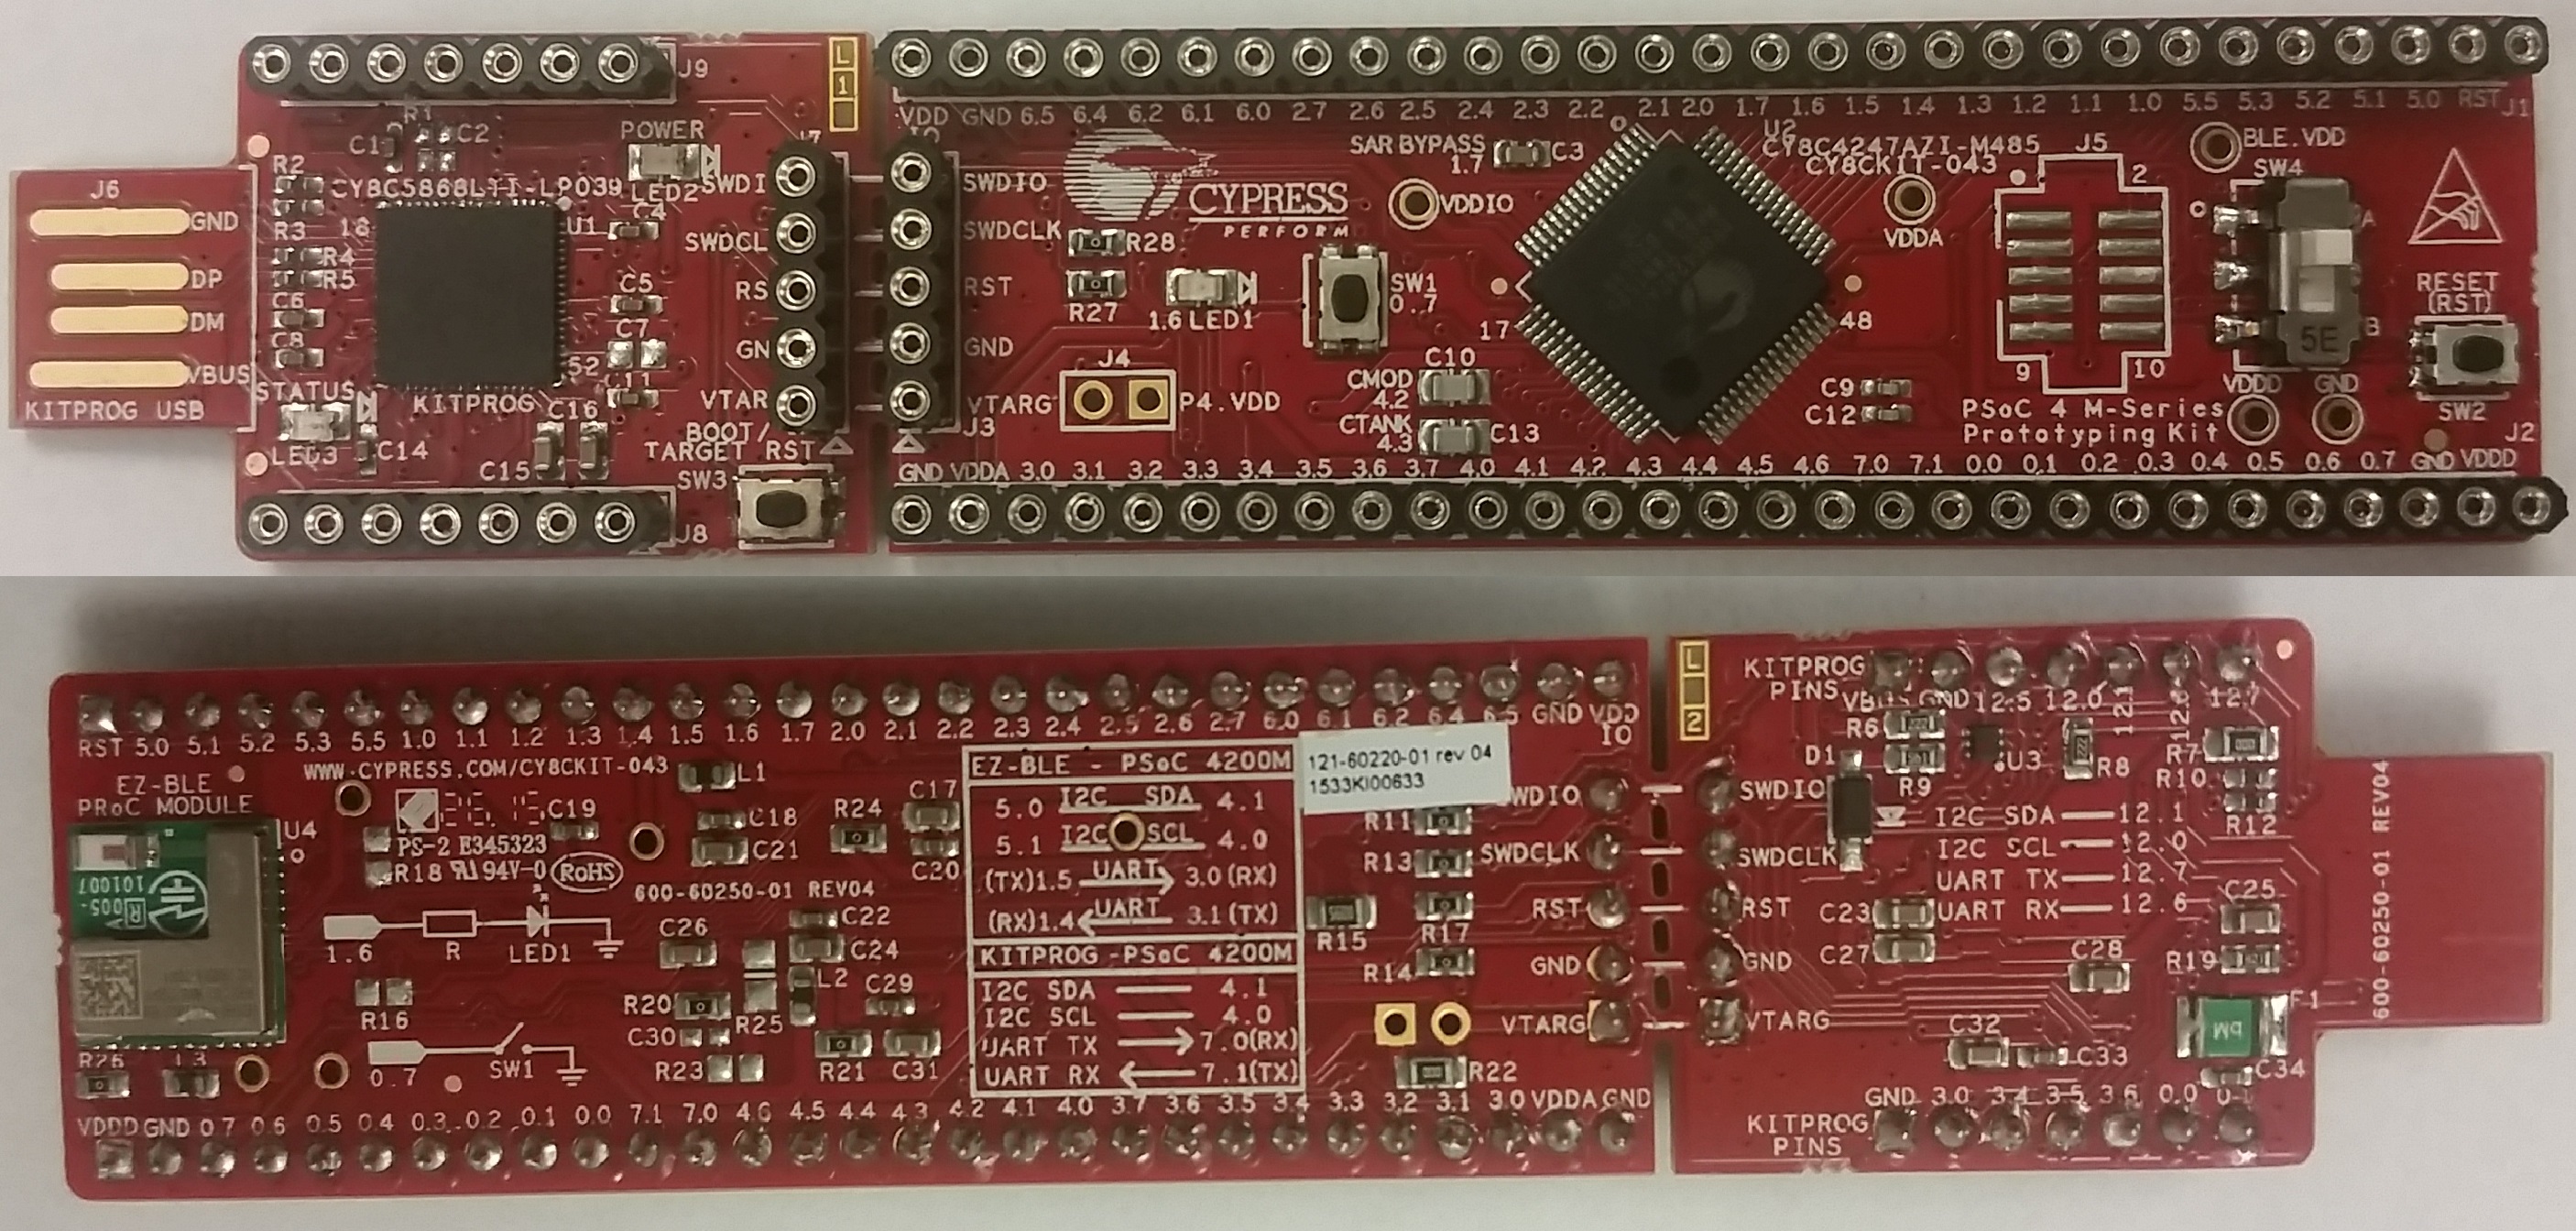 J9
L
1
VDD GND 6.5 6.4 6.2 6.1 6.0 2.7 2.6 2.5 2.4 2.3 2.2 2.1 2.0 1.7 1.6 1.5 1.4 1.3 1.2 1.1 1.0 5.5 5.3 5.2 5.1 5.0 RST J1
IO
R1
C1 C2
POWER
LED2
J7
R2
CY8C5868LTI-LP039
J6
GND
DP
DM
VBUS
KITPROG USB
R3
R4
R5
C6
C8
18
U1
C4
C5
C7
52
C11
STATUS
LED3
C14
KITPROG
C16
C15
SWDI
SWDCL
RS
GN
VTAR
BOOT/
TARGET RST
SW3
J8
SWDIO
SWDCLK
RST
GND
VTARG
J3
CYPRESS
PERFORM
R28
R27
1.6 LED1
J4
P4.VDD
SAR BYPASS
1.7
C3
VDDIO
SW1
0.7
C10
CMOD
4.2
CTANK
4.3
C13
U2
CY8C4247AZI-M485
CY8CKIT-043
17
48
VDDA
C9
C12
J5
2
9
10
PSoC 4 M-Series
Prototyping Kit
BLE.VDD
SW4
A
B
5E
VDDD
GND
RESET
(RST)
SW2
J2
GND VDDA 3.0 3.1 3.2 3.3 3.4 3.5 3.6 3.7 4.0 4.1 4.2 4.3 4.4 4.5 4.6 7.0 7.1 0.0 0.1 0.2 0.3 0.4 0.5 0.6 0.7 GND VDDD
RST 5.0 5.1 5.2 5.3 5.5 1.0 1.1 1.2 1.3 1.4 1.5 1.6 1.7 2.0 2.1 2.2 2.3 2.4 2.5 2.6 2.7 6.0 6.1 6.2 6.4 6.5 GND VDD
IO
EZ-BLE
PRoC MODULE
U4
WWW.CYPRESS.COM/CY8CKIT-043
C19
PS-2 E345323
R18
94V-0
RoHS
600-60250-01 REV04
005-
101007
R
A
1.6
R
LED1
R16
0.7
SW1
R26
L3
L1
C18
C21
R24
C17
C20
C26
C22
C24
L2
C29
R20
C30
R25
R23
R21
C31
EZ-BLE - PSoC 4200M
5.0 I2C SDA 4.1
5.1 I2C SCL 4.0
(TX)1.5 UART 3.0 (RX)
(RX)1.4 UART 3.1 (TX)
KITPROG -PSoC 4200M
I2C SDA 4.1
I2C SCL 4.0
UART TX 7.0(RX)
UART RX 7.1(TX)
121-60220-01 rev 04
1533KI00633
R11
R13
R15
R17
R14
R22
WDIO
SWDCLK
RST
GND
VTARG
VDDD GND 0.7 0.6 0.5 0.4 0.3 0.2 0.1 0.0 7.1 7.0 4.6 4.5 4.4 4.3 4.2 4.1 4.0 3.7 3.6 3.5 3.4 3.3 3.2 3.1 3.0 VDDA GND
L
2
KITPROG
PINS
VBUS GND 12.5 12.0 12.1 12.6 12.7
R6
D1
R9
U3
R8
R7
R10
R12
SWDIO
SWDCLK
RST
GND
VTARG
I2C SDA 12.1
I2C SCL 12.0
UART TX 12.7
UART RX 12.6
C23
C27
C25
C28
R19
F1
C32
C33
C34
GND 3.0 3.4 3.5 3.6 0.0 0.1
KITPROG
PINS
600-60250-01 REV04